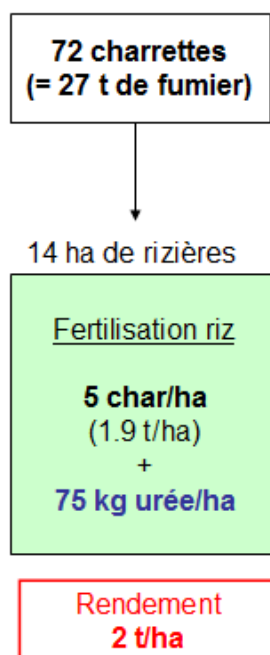 72 charrettes
(= 27 t de fumier)
14 ha de rizières
Fertilisation riz
5 char/ha
(1.9 t/ha)
+
75 kg urée/ha
Rendement
2 t/ha